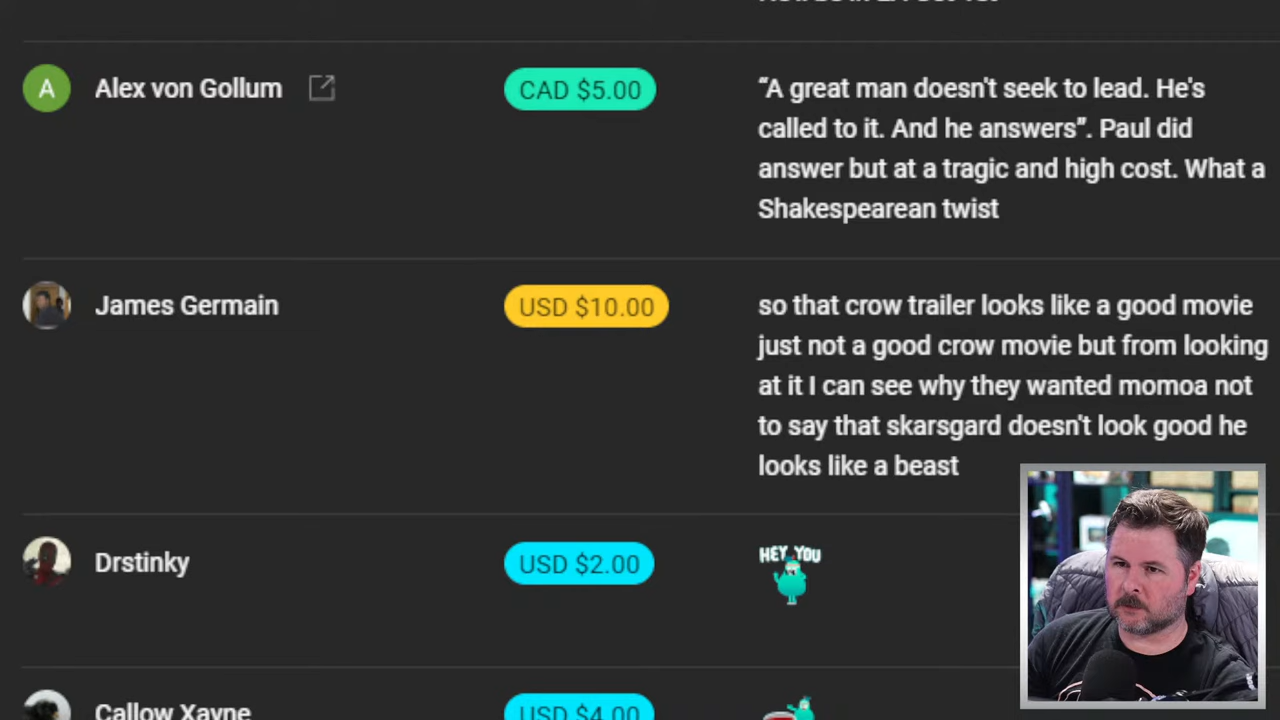 A
Alex von Gollum
CAD $5.00
“A great man doesn't seek to lead. He's
called to it. And he answers”. Paul did
answer but at a tragic and high cost. What a
Shakespearean twist
James Germain
USD $10.00
so that crow trailer looks like a good movie
just not a good crow movie but from looking
at it I can see why they wanted momoa not
to say that skarsgard doesn't look good he
looks like a beast
Drstinky
USD $2.00
HEY YOU
Callow Xayne
USD $4.00